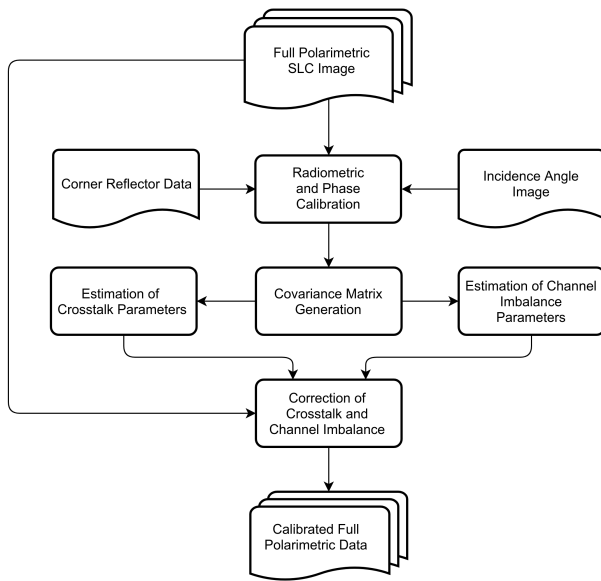 Full Polarimetric
SLC Image
Corner Reflector Data
Radiometric
and Phase
Calibration
Incidence Angle
Image
Estimation of
Crosstalk Parameters
Covariance Matrix
Generation
Estimation of Channel
Imbalance
Parameters
Correction of
Crosstalk and
Channel Imbalance
Calibrated Full
Polarimetric Data